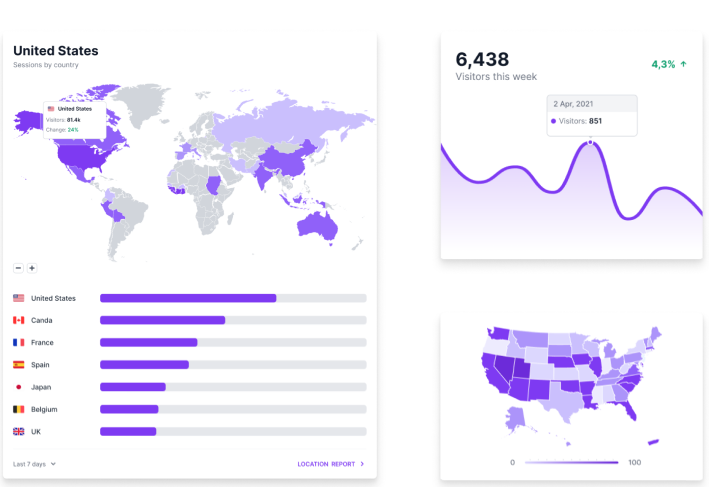 United States
Sessions by country
United States
Visitors: 81.4k
Change: 24%
United States
Canda
France
Spain
Japan
Belgium
UK
Last 7 days
LOCATION REPORT
6,438
4,3% ↑
Visitors this week
2 Apr, 2021
Visitors: 851
0
100